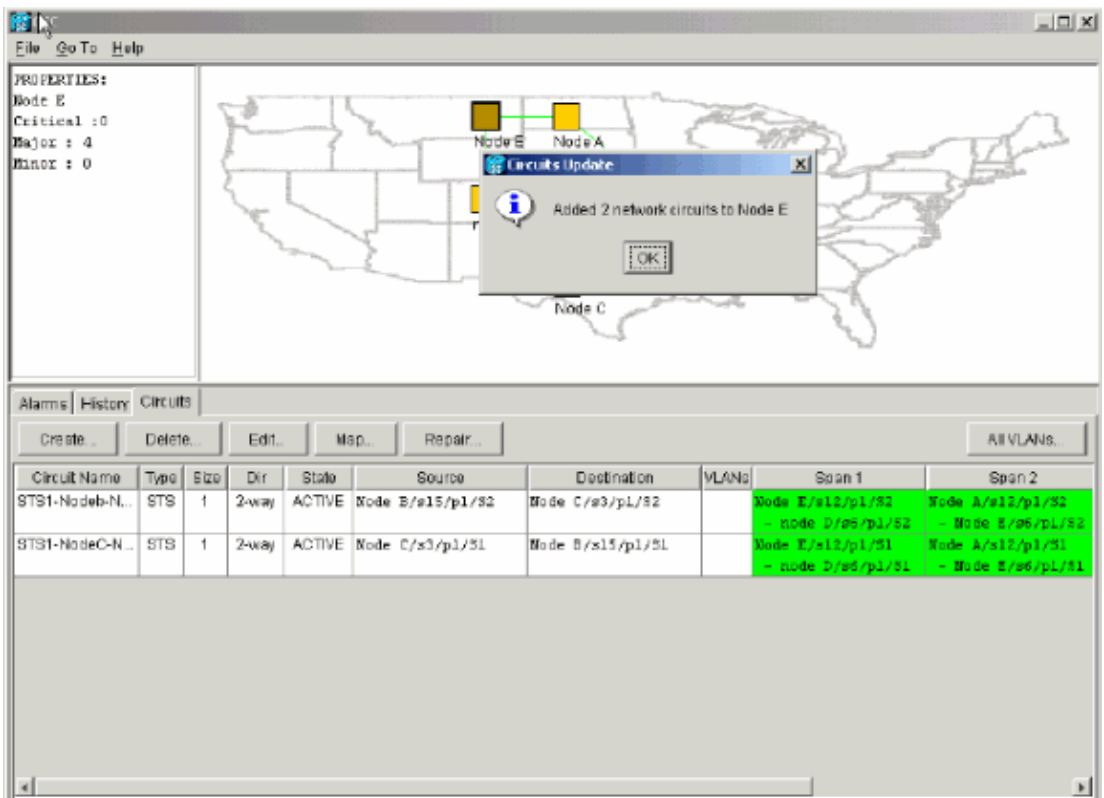 File Go To Help
PROPERTIES:
Node E
Critical :0
Major : 4
Minor : 0
Node E
Node A
Circuits Update
Added 2 network circuits to Node E
OK
Node C
Alarms History Circuits
Create... Delete... Edit... Map... Repair... All VLANs...
Circuit Name Type Size Dir State Source Destination VLANs Span 1 Span 2
STS1-Nodeb-N... STS 1 2-way ACTIVE Node B/s15/p1/S2 Node C/s3/p1/S2 Node E/s12/p1/S2 Node A/s12/p1/S2
- node D/s6/p1/S2 - Node E/s6/p1/S2
STS1-NodeC-N... STS 1 2-way ACTIVE Node C/s3/p1/S1 Node B/s15/p1/S1 Node E/s12/p1/S1 Node A/s12/p1/S1
- node D/s6/p1/S1 - Node E/s6/p1/S1